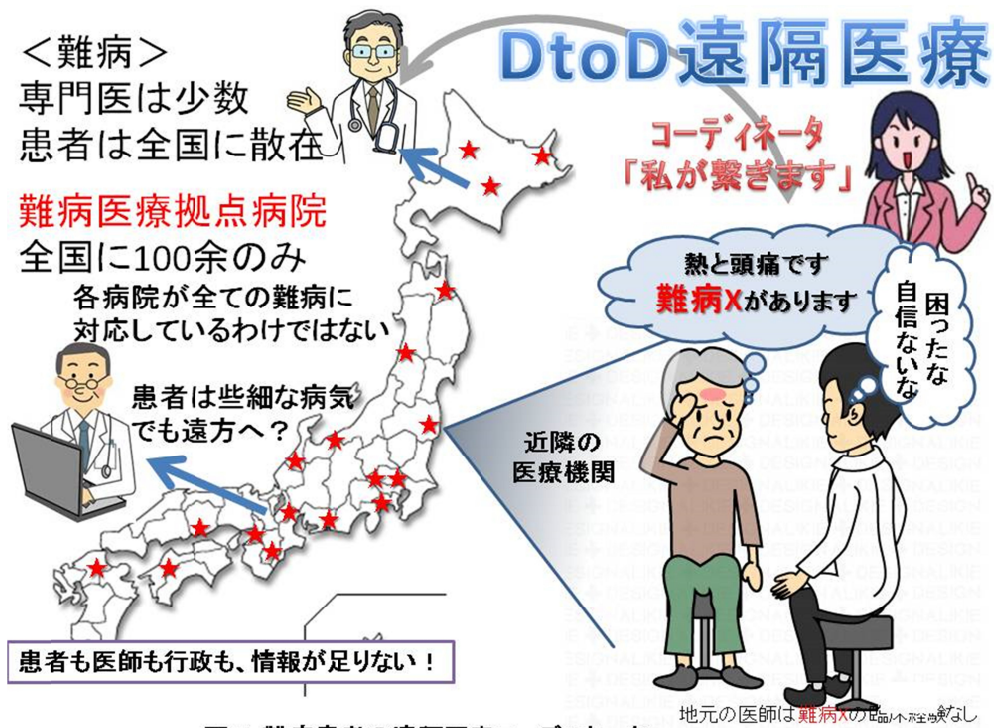 DtoD遠隔医療
＜難病＞
専門医は少数
患者は全国に散在
コーディネータ
「私が繋ぎます」
難病医療拠点病院
全国に100余のみ
各病院が全ての難病に
対応しているわけではない
熱と頭痛です
難病Xがあります
困ったな
自信ないな
患者は些細な病気
でも遠方へ？
近隣の
医療機関
患者も医師も行政も、情報が足りない！
地元の医師は難病Xの臨床経験なし